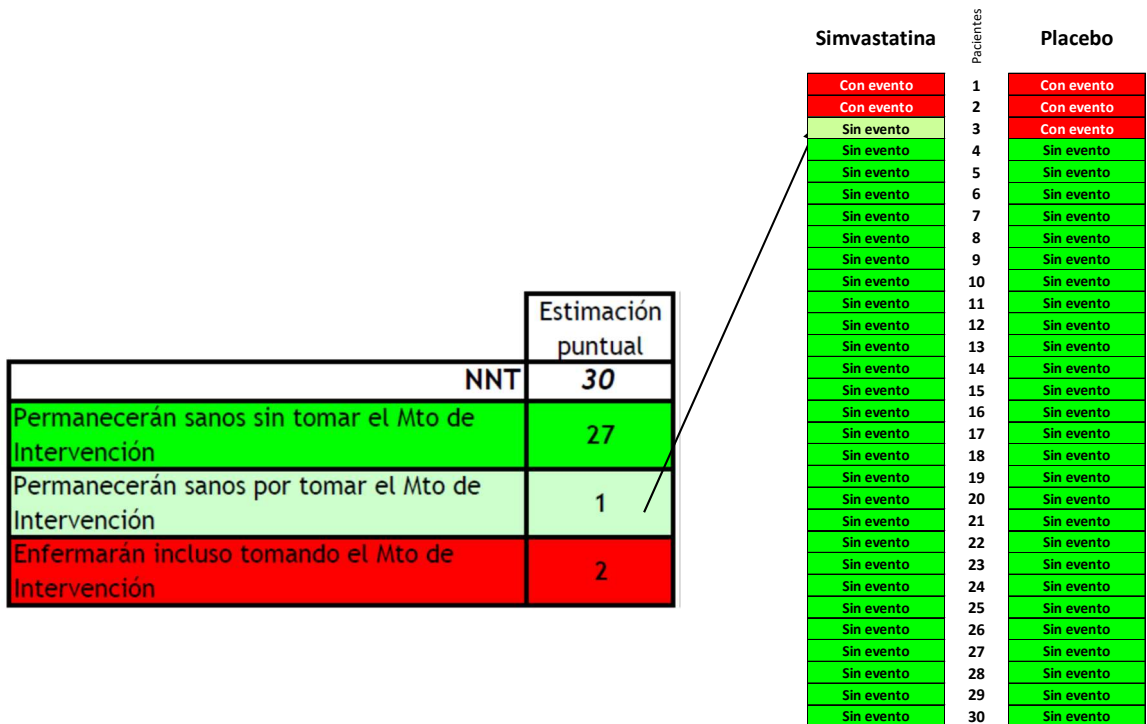 Estimación
puntual
NNT 30
Permanecerán sanos sin tomar el Mto de
Intervención
27
Permanecerán sanos por tomar el Mto de
Intervención
1
Enfermarán incluso tomando el Mto de
Intervención
2
Simvastatina Pacientes Placebo
Con evento 1 Con evento
Con evento 2 Con evento
Sin evento 3 Con evento
Sin evento 4 Sin evento
Sin evento 5 Sin evento
Sin evento 6 Sin evento
Sin evento 7 Sin evento
Sin evento 8 Sin evento
Sin evento 9 Sin evento
Sin evento 10 Sin evento
Sin evento 11 Sin evento
Sin evento 12 Sin evento
Sin evento 13 Sin evento
Sin evento 14 Sin evento
Sin evento 15 Sin evento
Sin evento 16 Sin evento
Sin evento 17 Sin evento
Sin evento 18 Sin evento
Sin evento 19 Sin evento
Sin evento 20 Sin evento
Sin evento 21 Sin evento
Sin evento 22 Sin evento
Sin evento 23 Sin evento
Sin evento 24 Sin evento
Sin evento 25 Sin evento
Sin evento 26 Sin evento
Sin evento 27 Sin evento
Sin evento 28 Sin evento
Sin evento 29 Sin evento
Sin evento 30 Sin evento